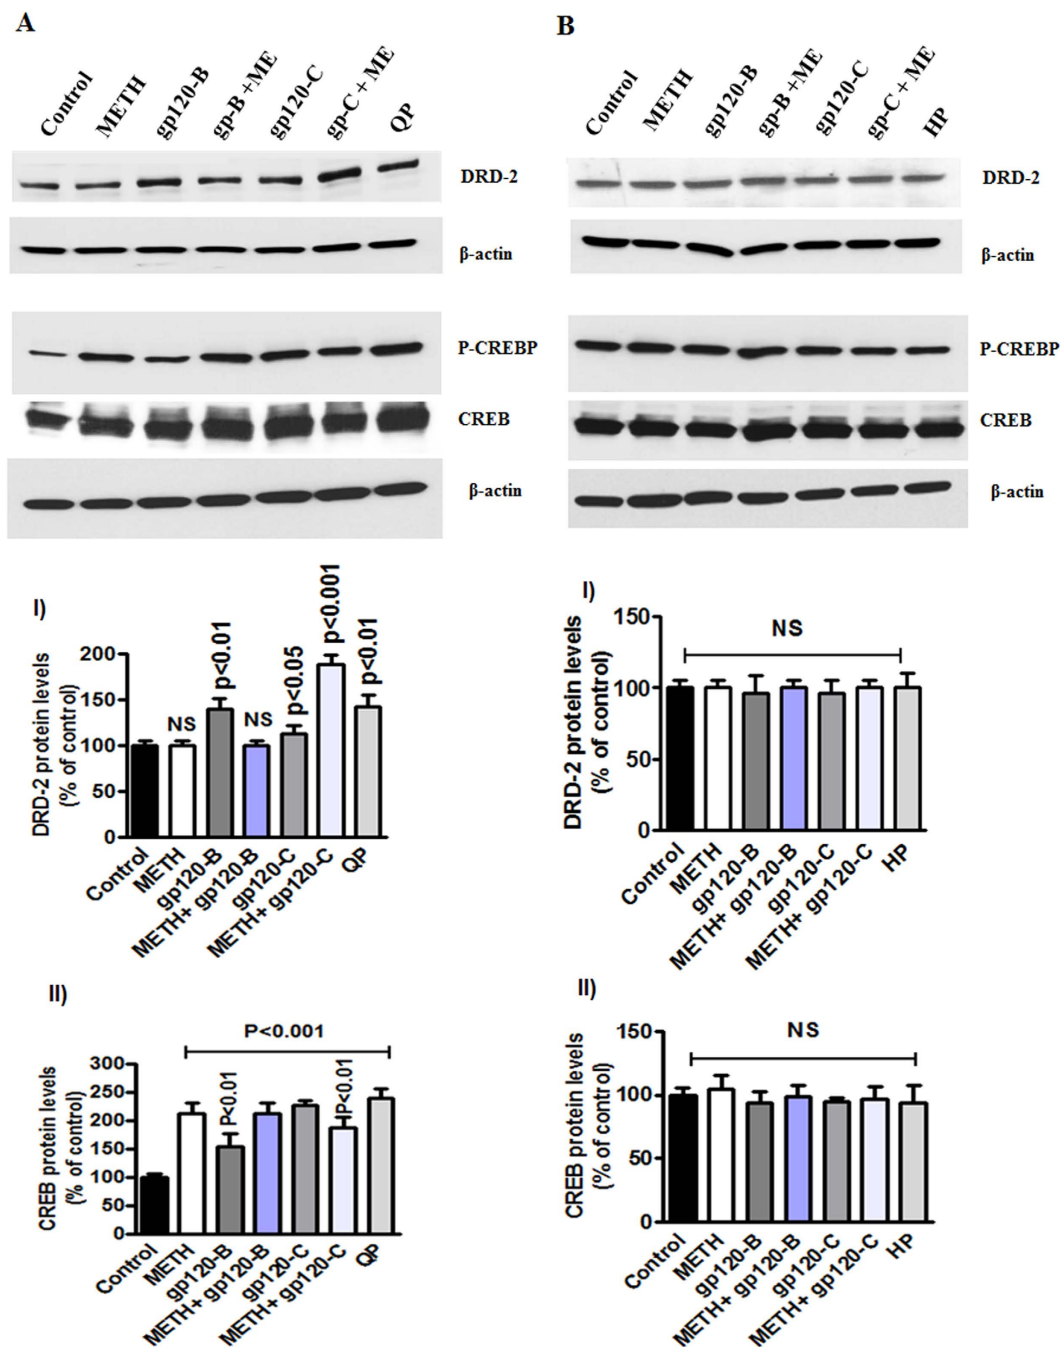 A
Control METH gp120-B gp-B +ME gp120-C gp-C + ME QP
DRD-2
β-actin
P-CREBP
CREB
β-actin
I)
DRD-2 protein levels
(% of control)
200
150
100
50
0
NS p<0.01 NS p<0.05 p<0.001 p<0.01
Control METH gp120-B METH+ gp120-B gp120-C METH+ gp120-C QP
II)
P<0.001
CREB protein levels
(% of control)
300
250
200
150
100
50
0
P<0.01 P<0.01
Control METH gp120-B METH+ gp120-B gp120-C METH+ gp120-C QP
B
Control METH gp120-B gp-B +ME gp120-C gp-C + ME HP
DRD-2
β-actin
P-CREBP
CREB
β-actin
I)
DRD-2 protein levels
(% of control)
150
100
50
0
NS
Control METH gp120-B METH+ gp120-B gp120-C METH+ gp120-C HP
II)
CREB protein levels
(% of control)
150
100
50
0
NS
Control METH gp120-B METH+ gp120-B gp120-C METH+ gp120-C HP